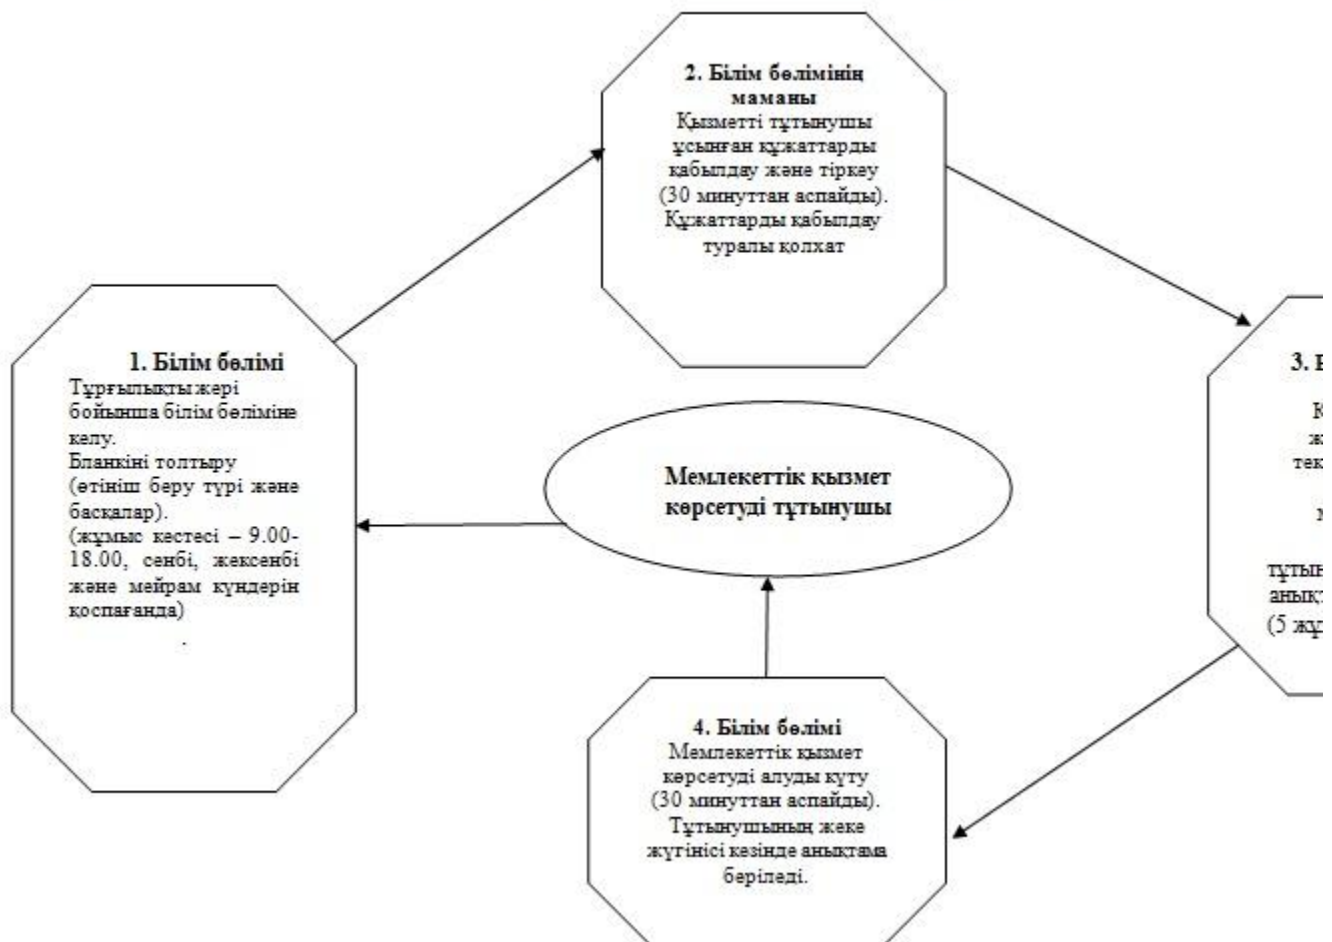 2. Білім бөлімінің
маманы
Қызметті тұтынушы
ұсынған құжаттарды
қабылдау және тіркеу
(30 минуттан аспайды).
Құжаттарды қабылдау
туралы қолхат
1. Білім бөлімі
Тұрғылықты жері
бойынша білім бөліміне
келу.
Бланкіні толтыру
(өтініш беру түрі және
басқалар).
(жұмыс кестесі – 9.00-
18.00, сенбі, жексенбі
және мейрам күндерін
қоспағанда)
.
Мемлекеттік қызмет
көрсетуді тұтынушы
3.
(5
4. Білім бөлімі
Мемлекеттік қызмет
көрсетуді алуды күту
(30 минуттан аспайды).
Тұтынушының жеке
жүгінісі кезінде анықтама
беріледі.